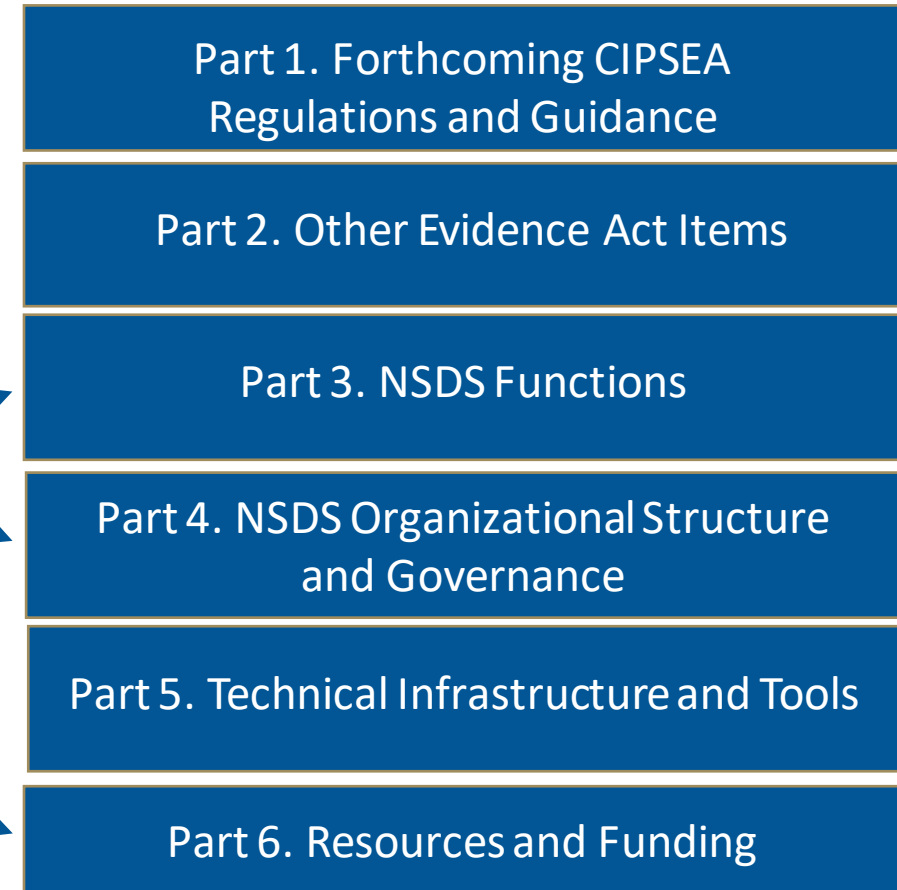 Part 1. Forthcoming CIPSEA
Regulations and Guidance
Part 2. Other Evidence Act Items
Part 3. NSDS Functions
Part 4. NSDS Organizational Structure
and Governance
Part 5. Technical Infrastructure and Tools
Part 6. Resources and Funding